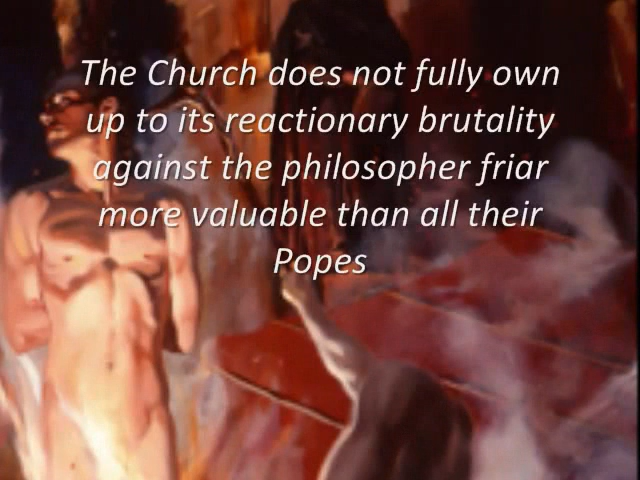 The Church does not fully own
up to its reactionary brutality
against the philosopher friar
more valuable than all their
Popes